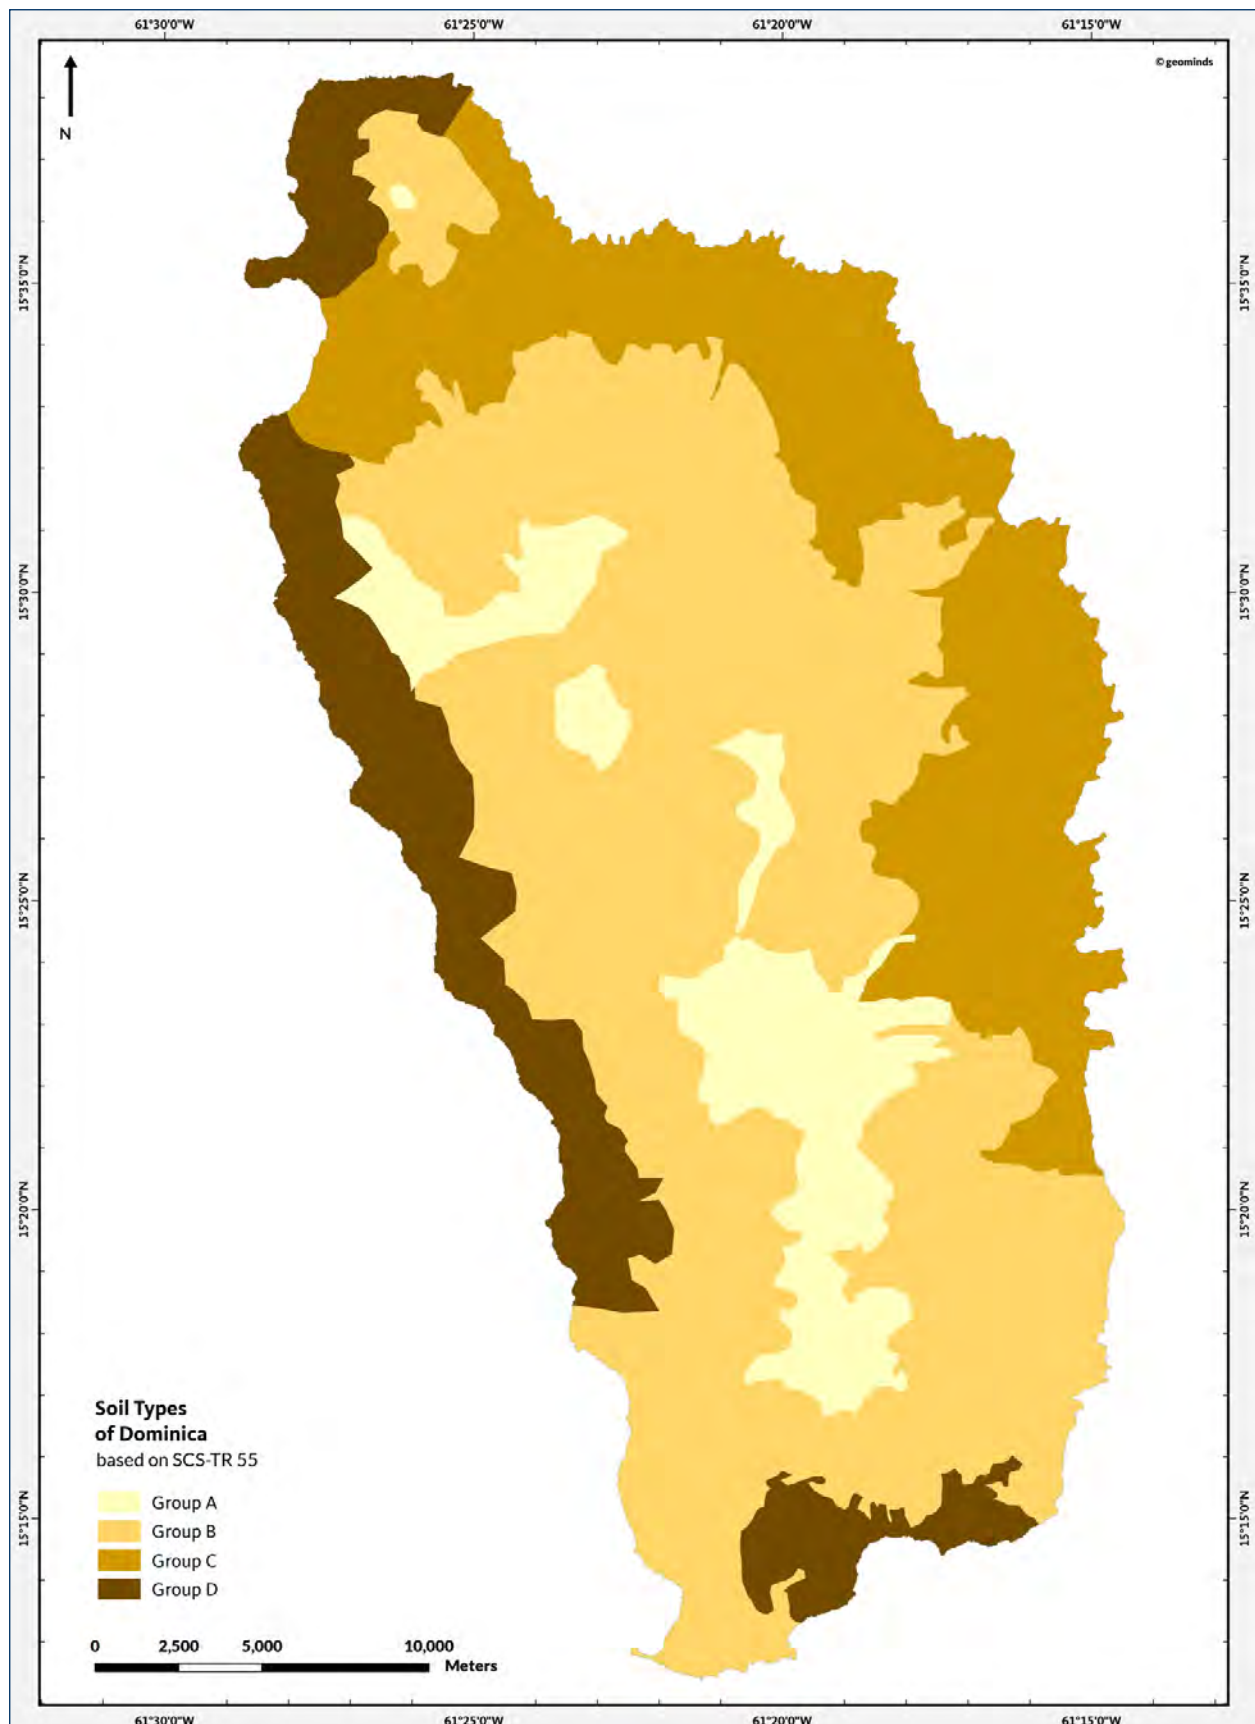 61°30'0"W 61°25'0"W 61°20'0"W 61°15'0"W
© geominds
N
15°35'0"N 15°35'0"N
15°30'0"N 15°30'0"N
15°25'0"N 15°25'0"N
15°20'0"N 15°20'0"N
Soil Types
of Dominica
based on SCS-TR 55
Group A
15°15'0"N 15°15'0"N
Group B
Group C
Group D
0 2,500 5,000 10,000
Meters
61°30'0"W 61°25'0"W 61°20'0"W 61°15'0"W